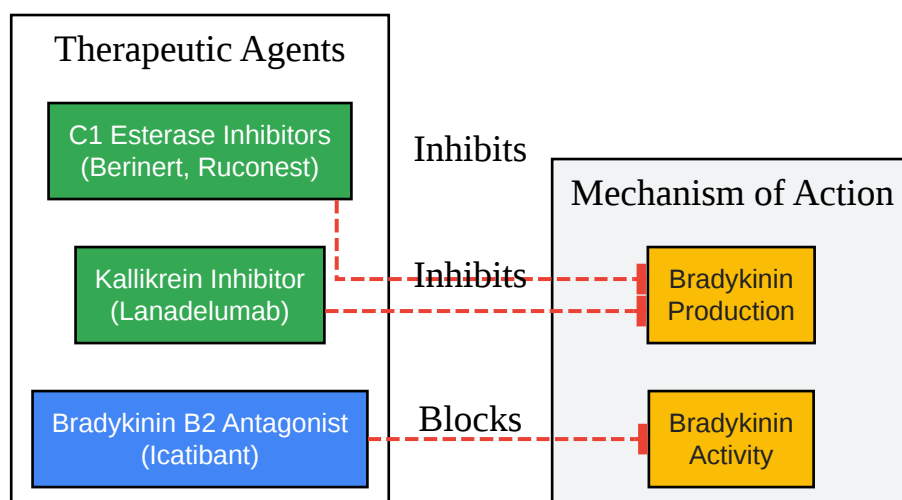 Therapeutic Agents
C1 Esterase Inhibitors
(Berinert, Ruconest)
Inhibits
Mechanism of Action
Kallikrein Inhibitor
(Lanadelumab)
Inhibits
Bradykinin
Production
Bradykinin B2 Antagonist
(Icatibant)
Blocks
Bradykinin
Activity